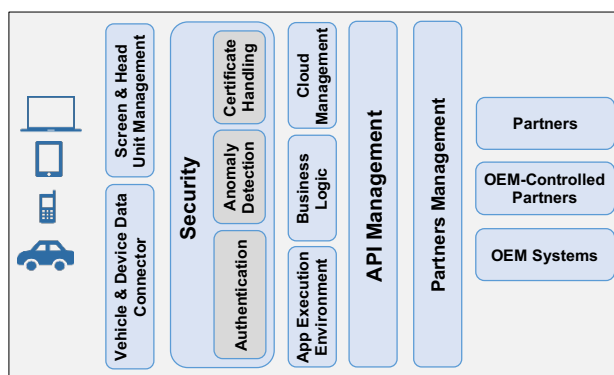 Screen & Head
Unit Management
Vehicle & Device Data
Connector
Security
Certificate
Handling
Anomaly
Detection
Authentication
Cloud
Management
Business
Logic
App Execution
Environment
API Management
Partners Management
Partners
OEM-Controlled
Partners
OEM Systems